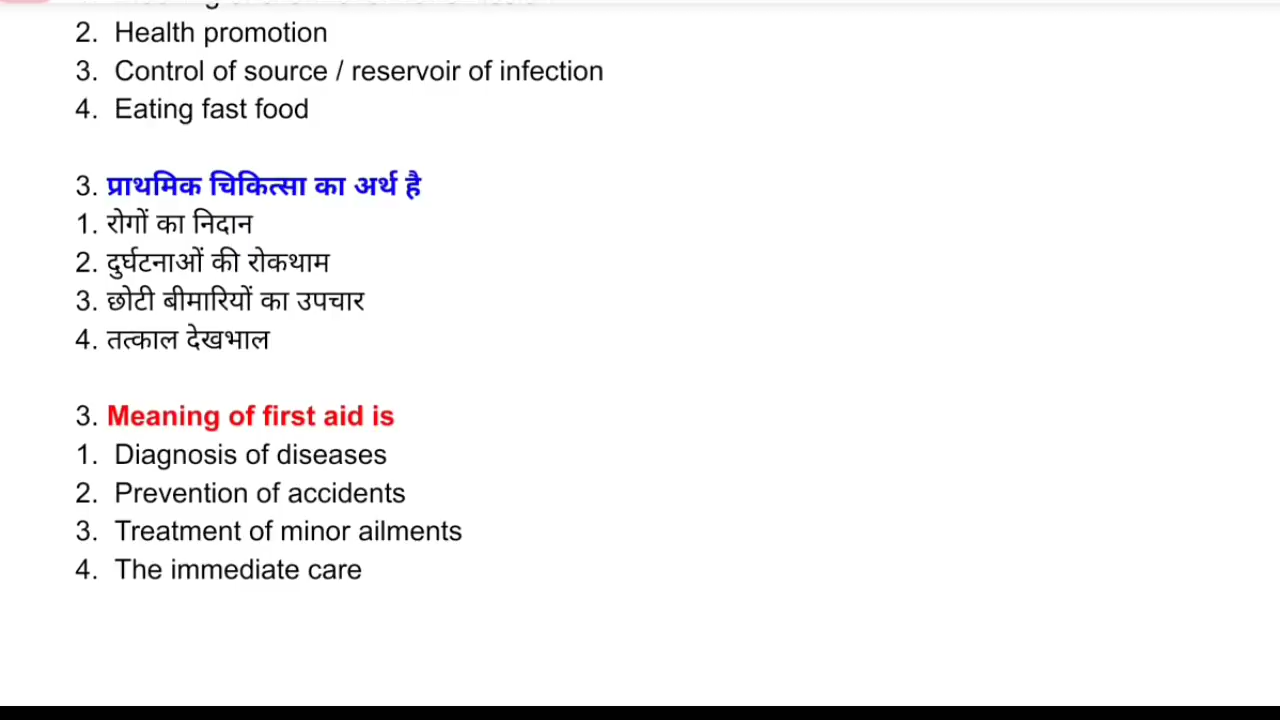 2. Health promotion
3. Control of source / reservoir of infection
4. Eating fast food
3. प्राथमिक चिकित्सा का अर्थ है
1. रोगों का निदान
2. दुर्घटनाओं की रोकथाम
3. छोटी बीमारियों का उपचार
4. तत्काल देखभाल
3. Meaning of first aid is
1. Diagnosis of diseases
2. Prevention of accidents
3. Treatment of minor ailments
4. The immediate care